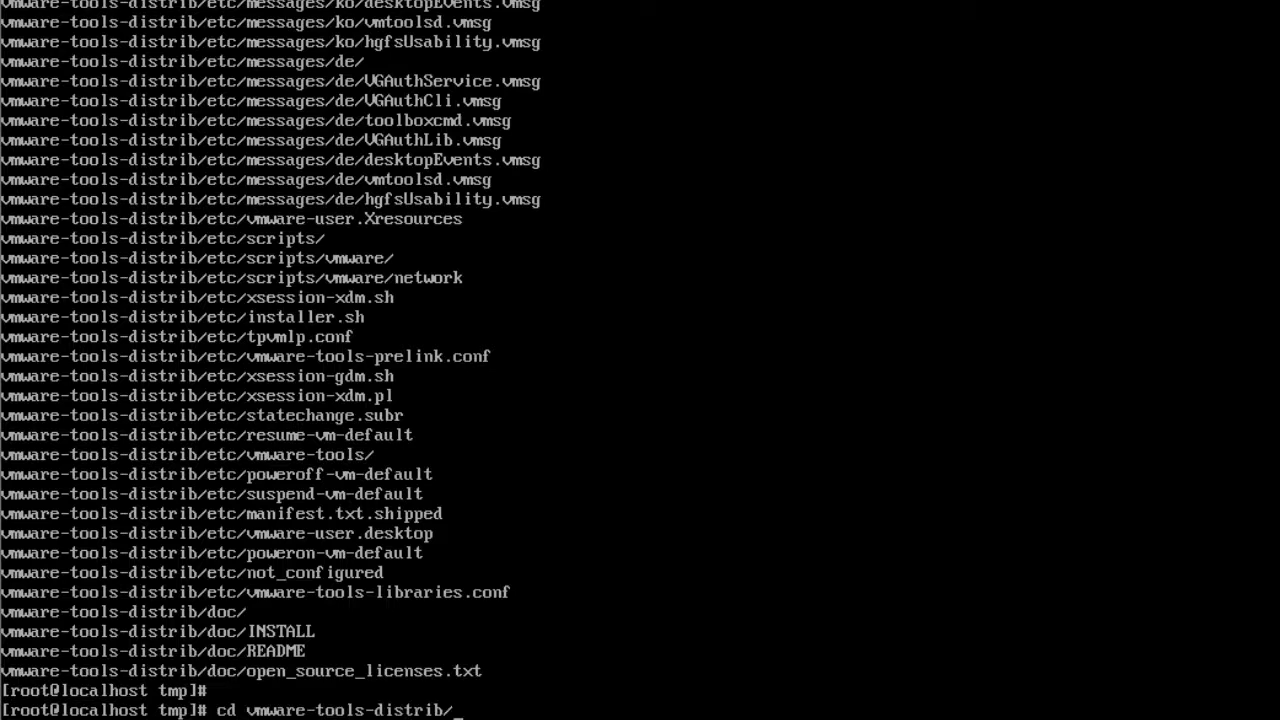 vmware-tools-distrib/etc/messages/ko/desktopEvents.vmsg
vmware-tools-distrib/etc/messages/ko/vmtoolsd.vmsg
vmware-tools-distrib/etc/messages/ko/hgfsUsability.vmsg
vmware-tools-distrib/etc/messages/de/
vmware-tools-distrib/etc/messages/de/VGAuthService.vmsg
vmware-tools-distrib/etc/messages/de/VGAuthCli.vmsg
vmware-tools-distrib/etc/messages/de/toolboxcmd.vmsg
vmware-tools-distrib/etc/messages/de/VGAuthLib.vmsg
vmware-tools-distrib/etc/messages/de/desktopEvents.vmsg
vmware-tools-distrib/etc/messages/de/vmtoolsd.vmsg
vmware-tools-distrib/etc/messages/de/hgfsUsability.vmsg
vmware-tools-distrib/etc/vmware-user.Xresources
vmware-tools-distrib/etc/scripts/
vmware-tools-distrib/etc/scripts/vmware/
vmware-tools-distrib/etc/scripts/vmware/network
vmware-tools-distrib/etc/xsession-xdm.sh
vmware-tools-distrib/etc/installer.sh
vmware-tools-distrib/etc/tpvmlp.conf
vmware-tools-distrib/etc/vmware-tools-prelink.conf
vmware-tools-distrib/etc/xsession-gdm.sh
vmware-tools-distrib/etc/xsession-xdm.pl
vmware-tools-distrib/etc/statechange.subr
vmware-tools-distrib/etc/resume-vm-default
vmware-tools-distrib/etc/vmware-tools/
vmware-tools-distrib/etc/poweroff-vm-default
vmware-tools-distrib/etc/suspend-vm-default
vmware-tools-distrib/etc/manifest.txt.shipped
vmware-tools-distrib/etc/vmware-user.desktop
vmware-tools-distrib/etc/poweron-vm-default
vmware-tools-distrib/etc/not_configured
vmware-tools-distrib/etc/vmware-tools-libraries.conf
vmware-tools-distrib/doc/
vmware-tools-distrib/doc/INSTALL
vmware-tools-distrib/doc/README
vmware-tools-distrib/doc/open_source_licenses.txt
[root@localhost tmp]#
[root@localhost tmp]# cd vmware-tools-distrib/_